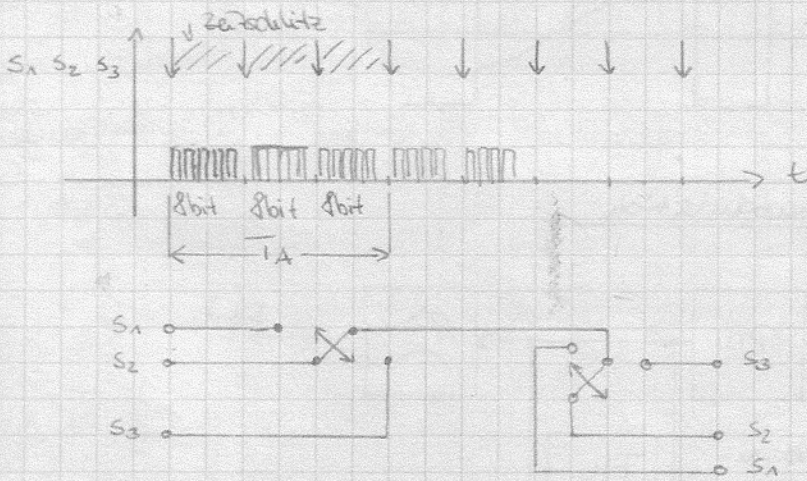 Zeitschlitz
S1 S2 S3
t
8bit 8bit 8bit
TA
S1
S2
S3
S3
S2
S1